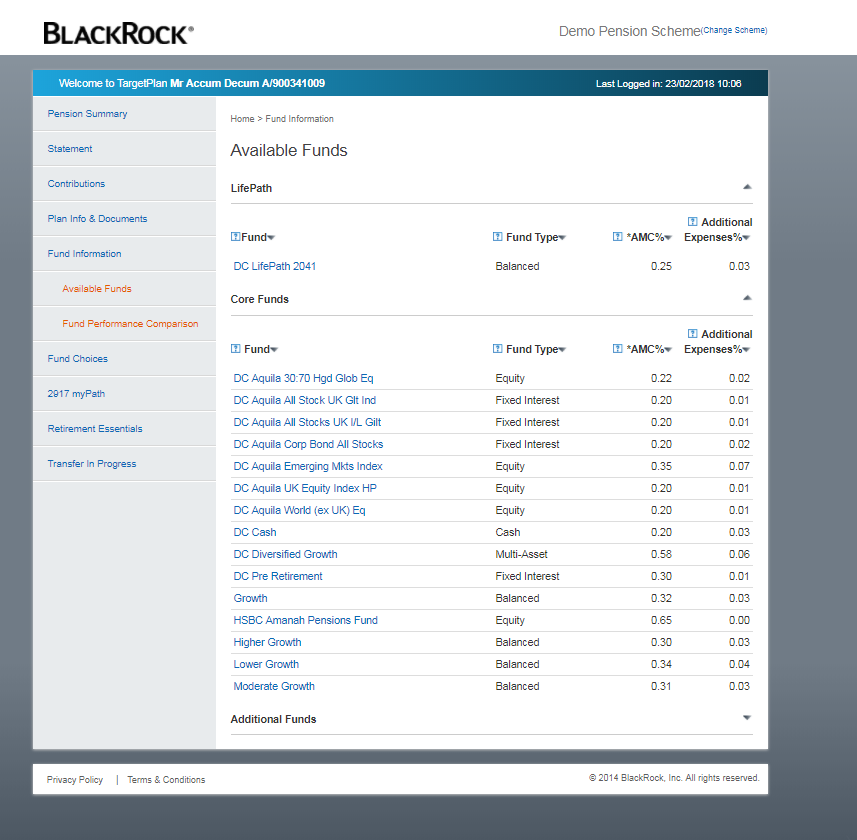 BLACKROCK®
Demo Pension Scheme(Change Scheme)
Welcome to TargetPlan Mr Accum Decum A/900341009
Last Logged in: 23/02/2018 10:06
Pension Summary
Statement
Contributions
Plan Info & Documents
Fund Information
Available Funds
Fund Performance Comparison
Fund Choices
2917 myPath
Retirement Essentials
Transfer In Progress
Home > Fund Information
Available Funds
LifePath
? Fund ? Fund Type ? *AMC% ? Additional Expenses%
DC LifePath 2041 Balanced 0.25 0.03
Core Funds
? Fund ? Fund Type ? *AMC% ? Additional Expenses%
DC Aquila 30:70 Hgd Glob Eq Equity 0.22 0.02
DC Aquila All Stock UK Glt Ind Fixed Interest 0.20 0.01
DC Aquila All Stocks UK I/L Gilt Fixed Interest 0.20 0.01
DC Aquila Corp Bond All Stocks Fixed Interest 0.20 0.02
DC Aquila Emerging Mkts Index Equity 0.35 0.07
DC Aquila UK Equity Index HP Equity 0.20 0.01
DC Aquila World (ex UK) Eq Equity 0.20 0.01
DC Cash Cash 0.20 0.03
DC Diversified Growth Multi-Asset 0.58 0.06
DC Pre Retirement Fixed Interest 0.30 0.01
Growth Balanced 0.32 0.03
HSBC Amanah Pensions Fund Equity 0.65 0.00
Higher Growth Balanced 0.30 0.03
Lower Growth Balanced 0.34 0.04
Moderate Growth Balanced 0.31 0.03
Additional Funds
Privacy Policy | Terms & Conditions
© 2014 BlackRock, Inc. All rights reserved.